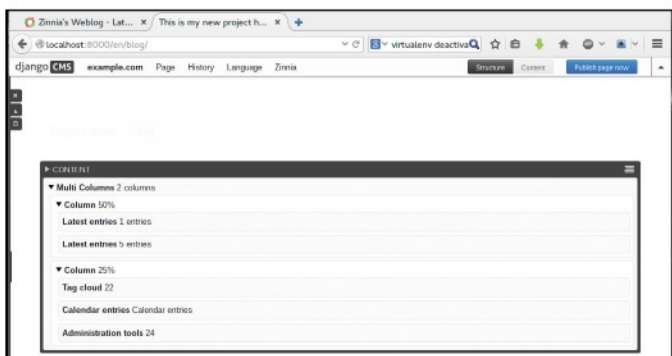 Zinnia's Weblog - Lat... × This is my new project h... × +
localhost:8000/en/blog/ virtualenv deactiva
django CMS example.com Page History Language Zinnia Structure Content Publish page now
CONTENT
Multi Columns 2 columns
Column 50%
Latest entries 1 entries
Latest entries 5 entries
Column 25%
Tag cloud 22
Calendar entries Calendar entries
Administration tools 24